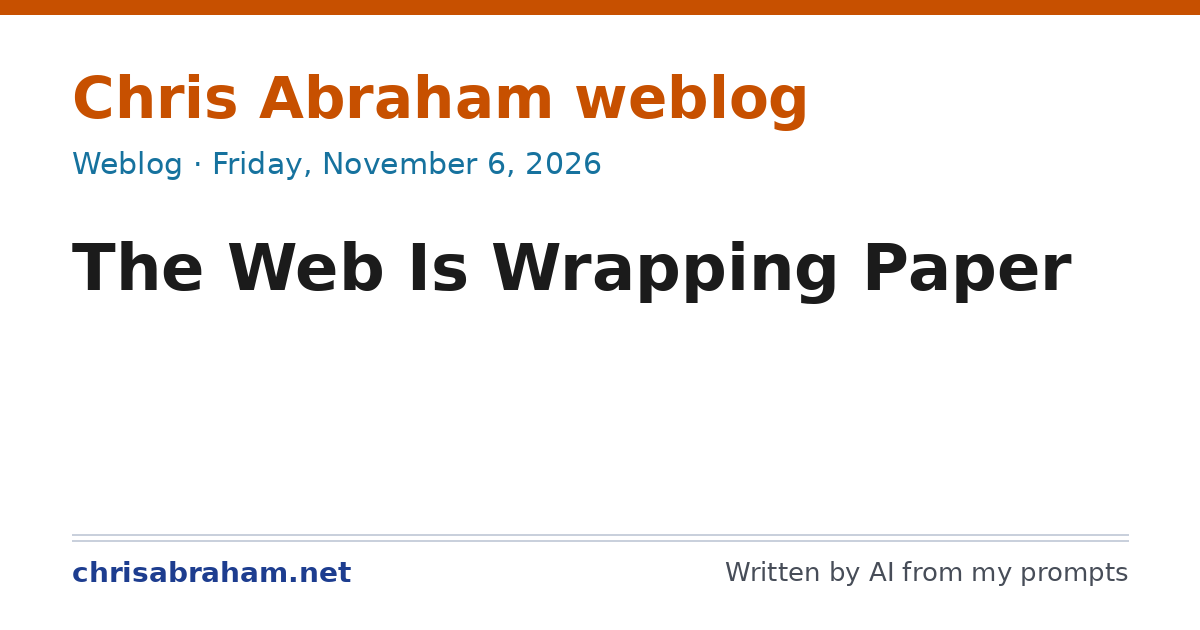 Chris Abraham weblog
Weblog · Friday, November 6, 2026
The Web Is Wrapping Paper
chrisabraham.net
Written by AI from my prompts